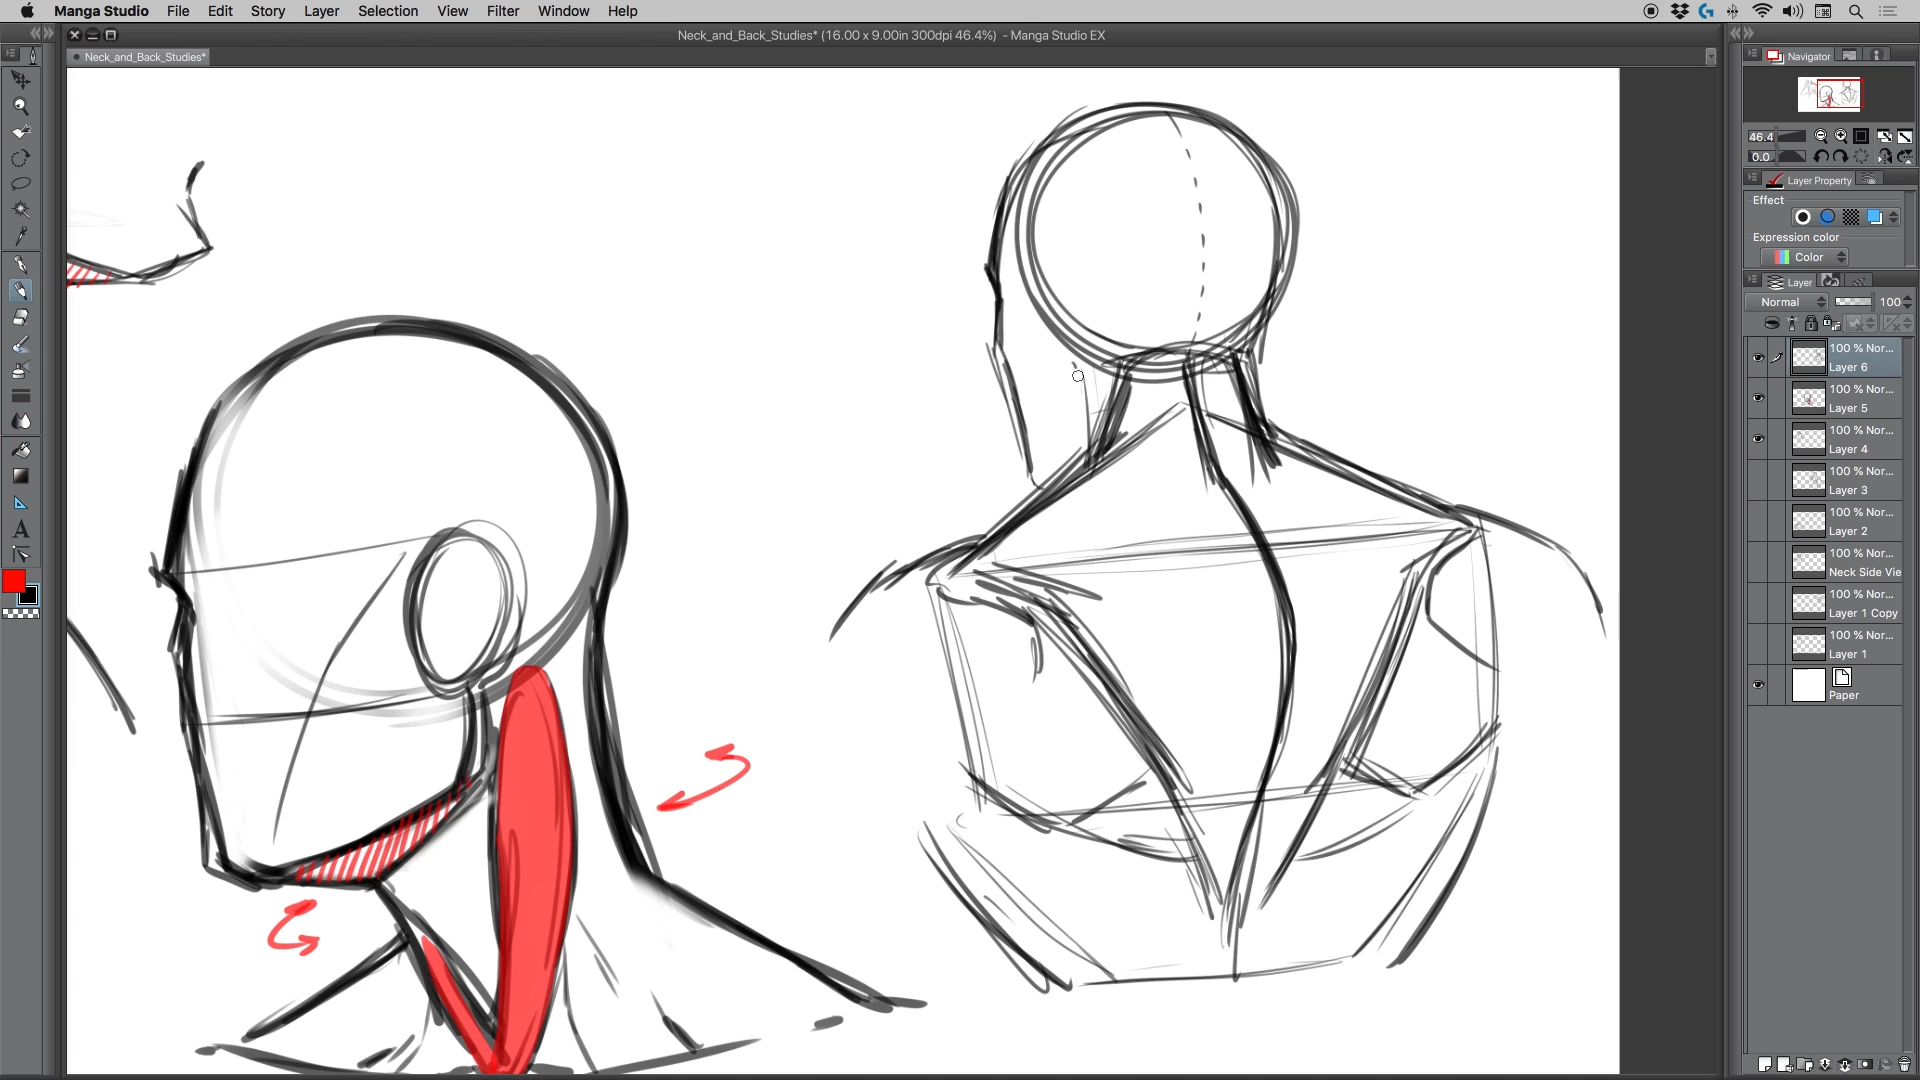 Manga Studio File Edit Story Layer Selection View Filter Window Help
Neck_and_Back_Studies* (16.00 x 9.00in 300dpi 46.4%) - Manga Studio EX
Neck_and_Back_Studies*
Navigator
46.4
0.0
Layer Property
Effect
Expression color
Color
Layer
Normal 100
100 % Nor...
Layer 6
100 % Nor...
Layer 5
100 % Nor...
Layer 4
100 % Nor...
Layer 3
100 % Nor...
Layer 2
100 % Nor...
Neck Side Vie
100 % Nor...
Layer 1 Copy
100 % Nor...
Layer 1
Paper
A